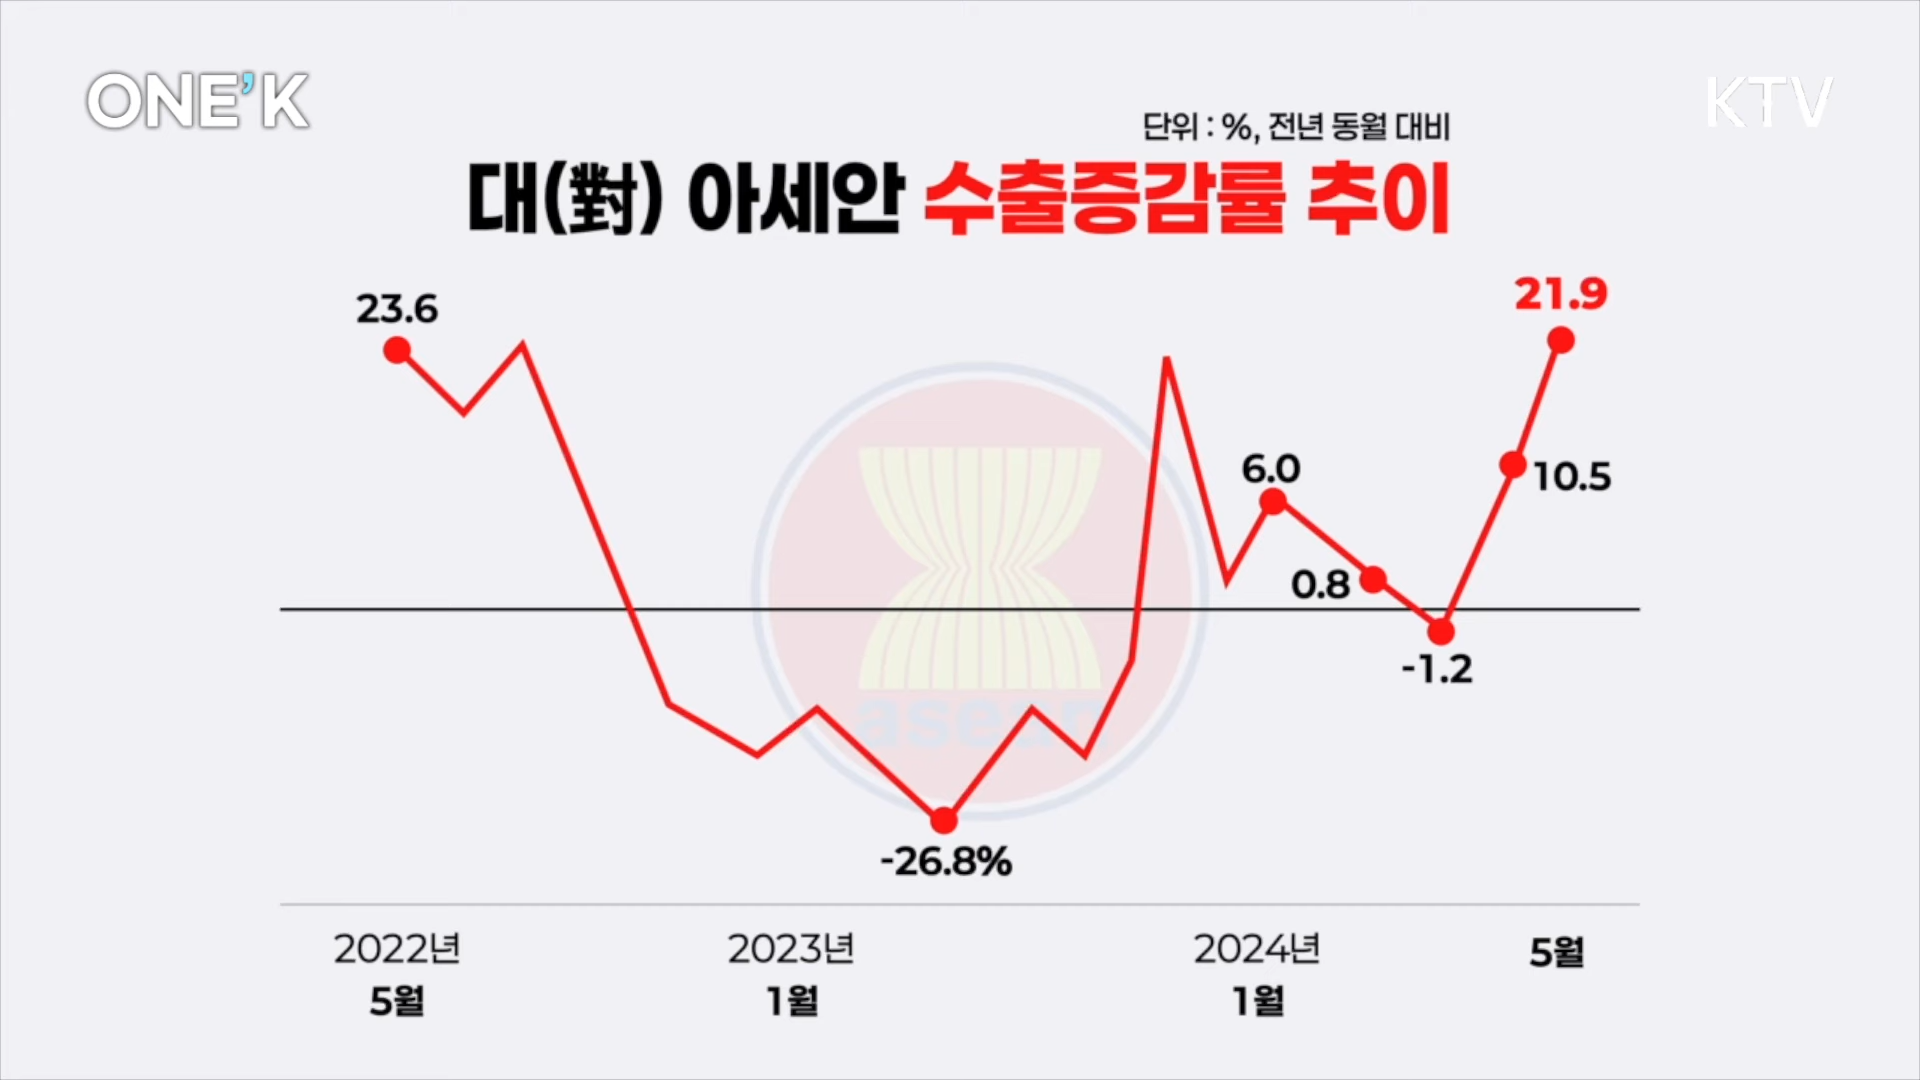 ONE'K
KTV
단위 : %, 전년 동월 대비
대(對) 아세안 수출증감률 추이
23.6
21.9
6.0
10.5
0.8
-1.2
asean
-26.8%
2022년
5월
2023년
1월
2024년
1월
5월